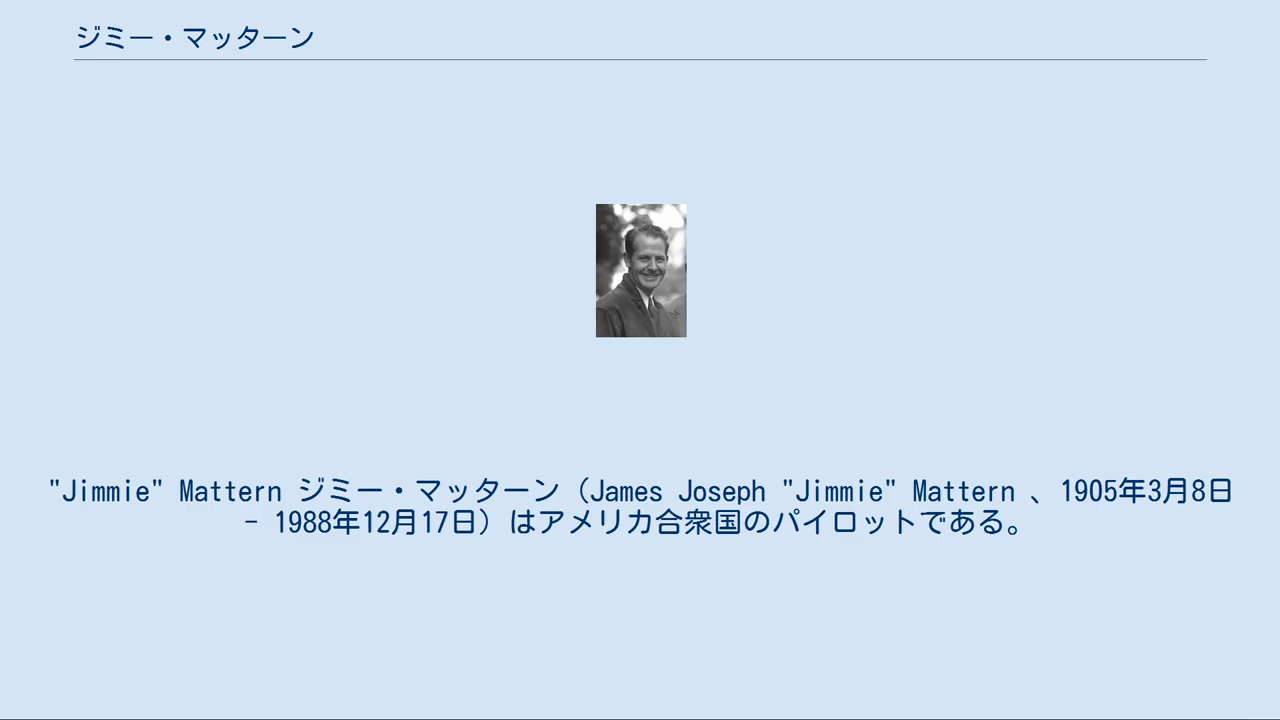 ジミー・マッターン
"Jimmie" Mattern ジミー・マッターン（James Joseph "Jimmie" Mattern 、1905年3月8日
- 1988年12月17日）はアメリカ合衆国のパイロットである。